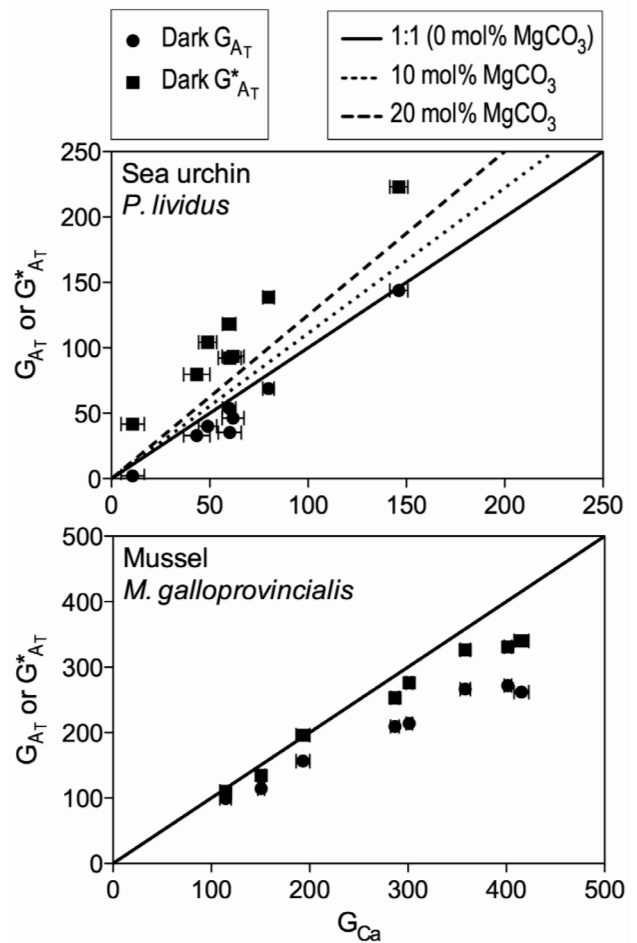 Dark G_AT
Dark G*_AT
1:1 (0 mol% MgCO3)
10 mol% MgCO3
20 mol% MgCO3
Sea urchin
P. lividus
G_AT or G*_AT
250
200
150
100
50
0
0 50 100 150 200 250
Mussel
M. galloprovincialis
G_AT or G*_AT
500
400
300
200
100
0
0 100 200 300 400 500
G_Ca